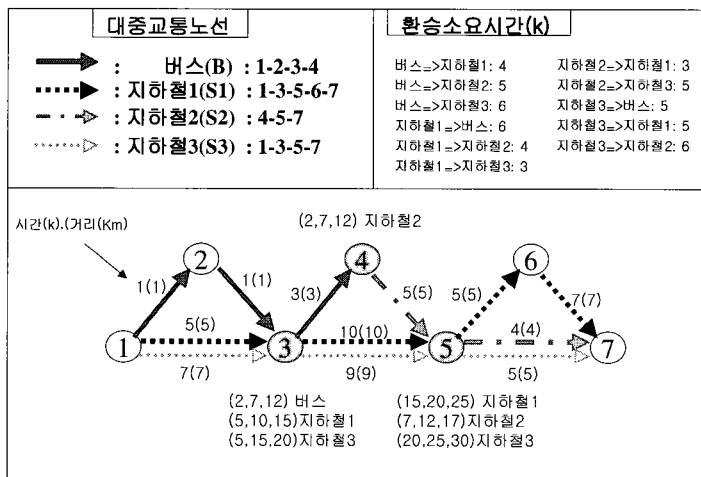 대중교통노선
: 버스(B) : 1-2-3-4
: 지하철1(S1) : 1-3-5-6-7
: 지하철2(S2) : 4-5-7
: 지하철3(S3) : 1-3-5-7
환승소요시간(k)
버스=>지하철1: 4
버스=>지하철2: 5
버스=>지하철3: 6
지하철1=>버스: 6
지하철1=>지하철2: 4
지하철1=>지하철3: 3
지하철2=>지하철1: 3
지하철2=>지하철3: 5
지하철3=>버스: 5
지하철3=>지하철1: 5
지하철3=>지하철2: 6
(2,7,12) 지하철2
시간(k).(거리(Km)
2
4
6
1(1)
1(1)
3(3)
5(5)
5(5)
7(7)
5(5)
10(10)
4(4)
1
3
5
7
7(7)
9(9)
5(5)
(2,7,12) 버스
(5,10,15)지하철1
(5,15,20)지하철3
(15,20,25) 지하철1
(7,12,17)지하철2
(20,25,30)지하철3